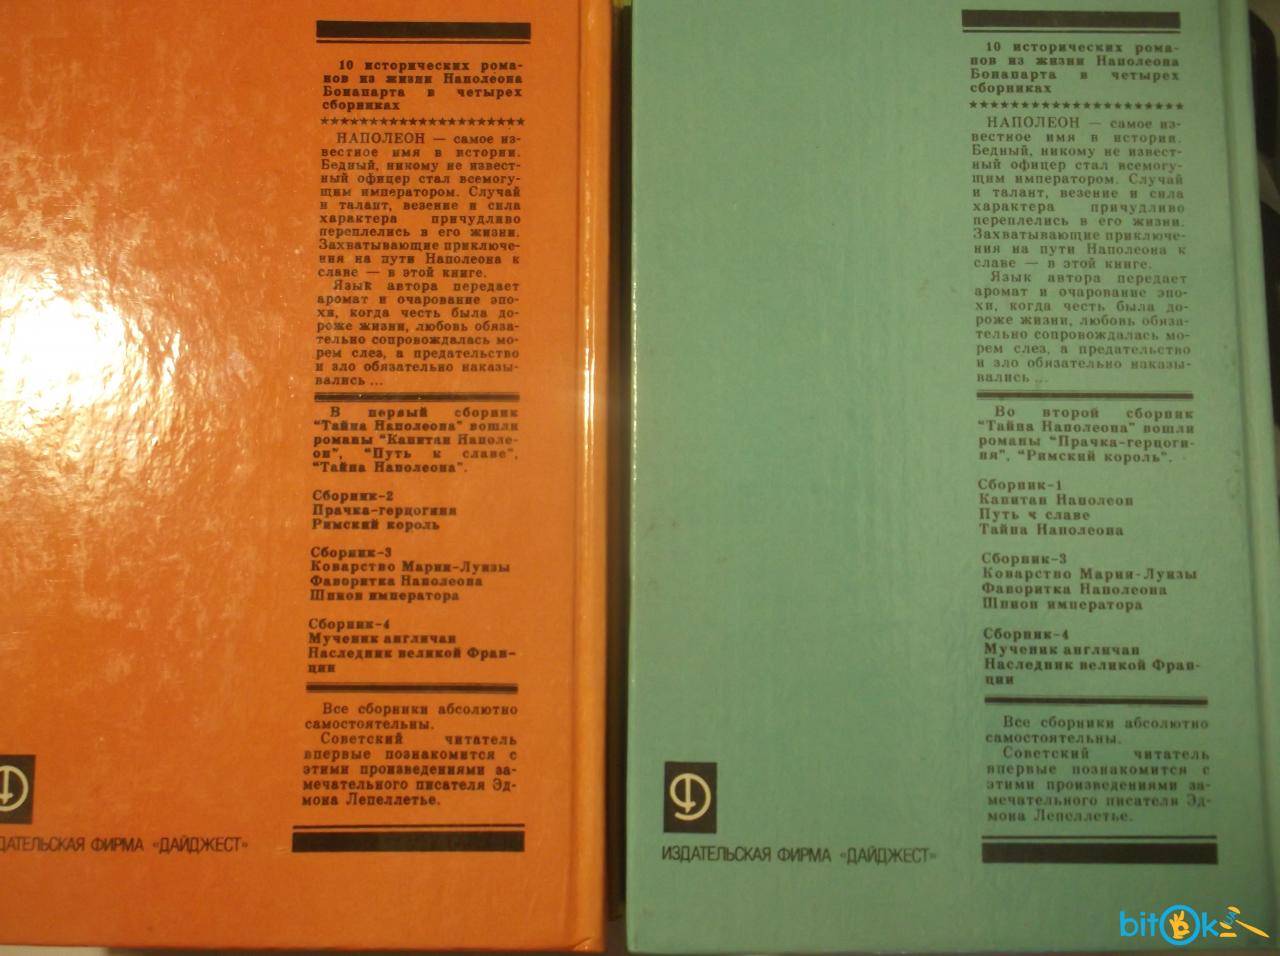 10 исторических рома-
нов из жизни Наполеона
Бонапарта в четырех
сборниках
********************
НАПОЛЕОН — самое из-
вестное имя в истории.
Бедный, никому не извест-
ный офицер стал всемогу-
щим императором. Случай
и талант, везение и сила
характера причудливо
переплелись в его жизни.
Захватывающие приключе-
ния на пути Наполеона к
славе — в этой книге.
Язык автора передает
аромат и очарование эпо-
хи, когда честь была до-
роже жизни, любовь обяза-
тельно сопровождалась мо-
рем слез, а предательство
и зло обязательно наказы-
вались ...
В первый сборник
"Тайна Наполеона" вошли
романы "Капитан Наполе-
он", "Путь к славе",
"Тайна Наполеона".
Сборник-2
Прачка-герцогиня
Римский король
Сборник-3
Коварство Марии-Луизы
Фаворитка Наполеона
Шпион императора
Сборник-4
Мученик англичан
Наследник великой Фран-
ции
Все сборники абсолютно
самостоятельны.
Советский читатель
впервые познакомится с
этими произведениями за-
мечательного писателя Эд-
мона Лепеллетье.
ДАТЕЛЬСКАЯ ФИРМА «ДАЙДЖЕСТ»
10 исторических рома-
нов из жизни Наполеона
Бонапарта в четырех
сборниках
*********************
НАПОЛЕОН — самое из-
вестное имя в истории.
Бедный, никому не извест-
ный офицер стал всемогу-
щим императором. Случай
и талант, везение и сила
характера причудливо
переплелись в его жизни.
Захватывающие приключе-
ния на пути Наполеона к
славе — в этой книге.
Язык автора передает
аромат и очарование эпо-
хи, когда честь была до-
роже жизни, любовь обяза-
тельно сопровождалась мо-
рем слез, а предательство
и зло обязательно наказы-
вались ...
Во второй сборник
"Тайна Наполеона" вошли
романы "Прачка-герцоги-
ня", "Римский король".
Сборник-1
Капитан Наполеон
Путь к славе
Тайна Наполеона
Сборник-3
Коварство Марии-Луизы
Фаворитка Наполеона
Шпион императора
Сборник-4
Мученик англичан
Наследник великой Фран-
ции
Все сборники абсолютно
самостоятельны.
Советский читатель
впервые познакомится с
этими произведениями за-
мечательного писателя Эд-
мона Лепеллетье.
ИЗДАТЕЛЬСКАЯ ФИРМА «ДАЙДЖЕСТ»
bitOk